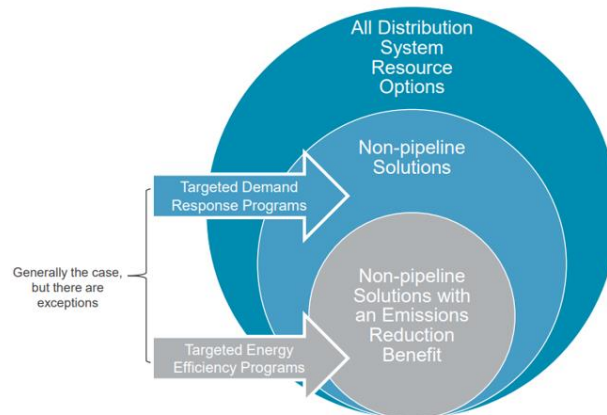 All Distribution
System
Resource
Options
Non-pipeline
Solutions
Targeted Demand
Response Programs
Generally the case,
but there are
exceptions
Non-pipeline
Solutions with
an Emissions
Reduction
Benefit
Targeted Energy
Efficiency Programs